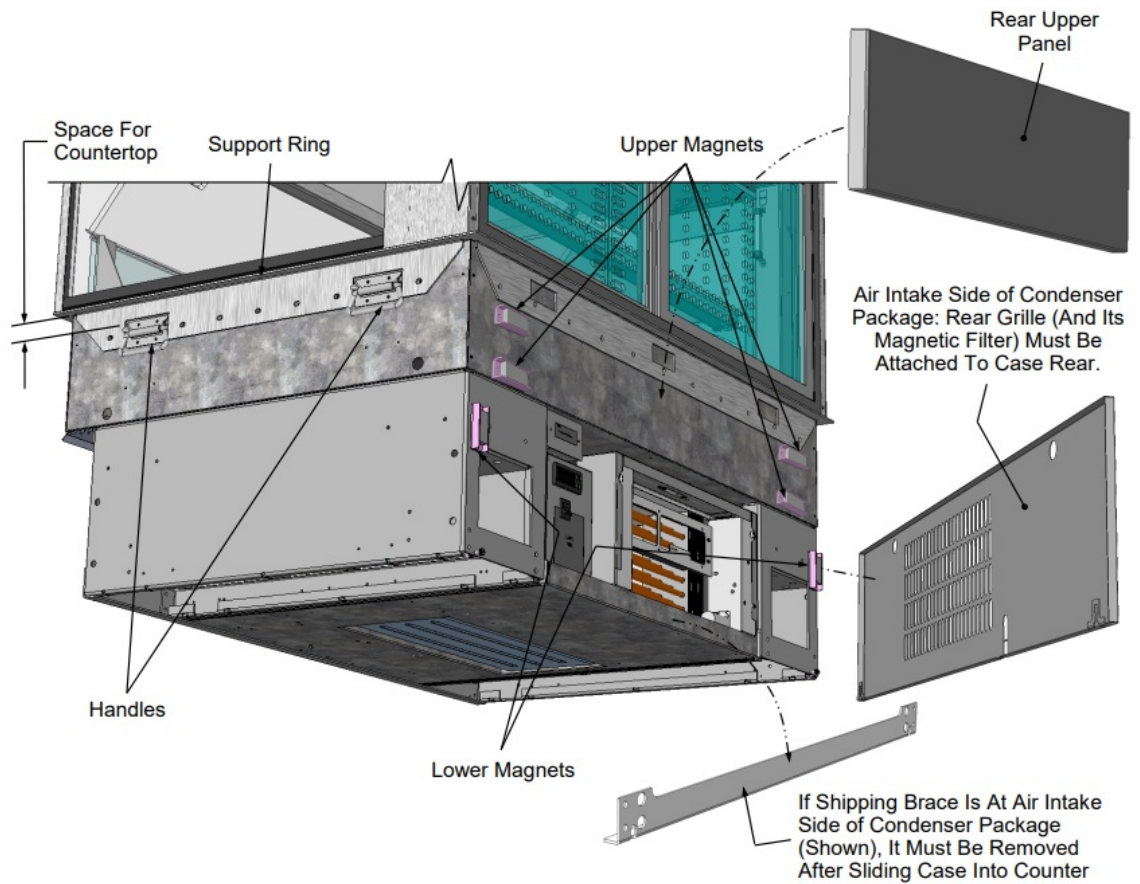 Rear Upper
Panel
Space For
Countertop
Support Ring
Upper Magnets
Air Intake Side of Condenser
Package: Rear Grille (And Its
Magnetic Filter) Must Be
Attached To Case Rear.
Handles
Lower Magnets
If Shipping Brace Is At Air Intake
Side of Condenser Package
(Shown), It Must Be Removed
After Sliding Case Into Counter